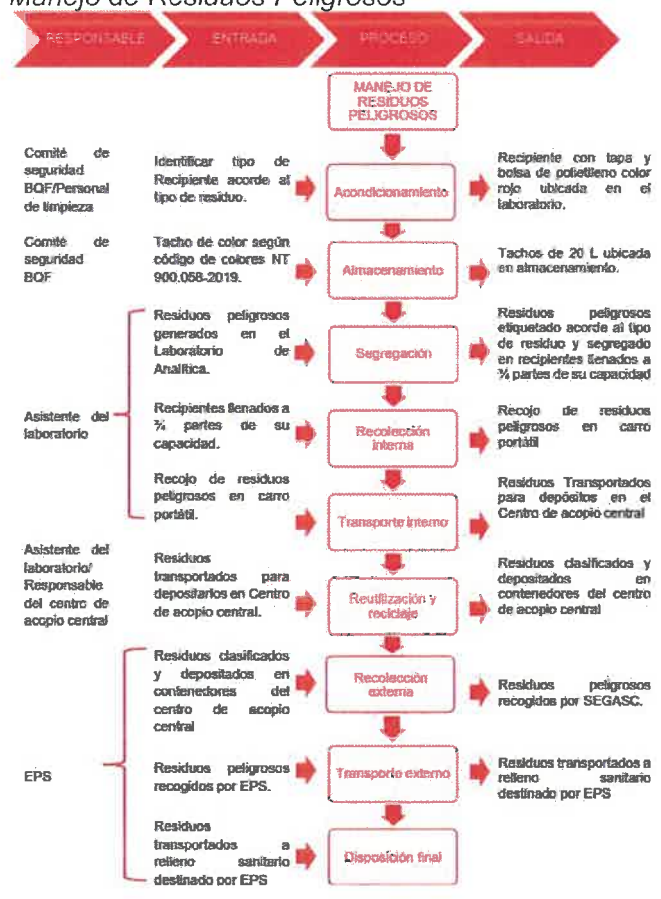 Manejo de Residuos Peligrosos
RESPONSABLE
ENTRADA
PROCESO
SALIDA
MANEJO DE
RESIDUOS
PELIGROSOS
Comité de
seguridad
BQF/Personal
de limpieza
Identificar tipo de
Recipiente acorde al
tipo de residuo.
Acondicionamiento
Recipiente con tapa y
bolsa de polietileno color
rojo ubicada en el
laboratorio.
Comité de
seguridad
BQF
Tacho de color según
código de colores NT
900.058-2019.
Almacenamiento
Tachos de 20 L ubicada
en almacenamiento.
Asistente del
laboratorio
Residuos peligrosos
generados en el
Laboratorio de
Analítica.
Segregación
Residuos peligrosos
etiquetado acorde al tipo
de residuo y segregado
en recipientes llenados a
¾ partes de su capacidad
Recipientes llenados a
¾ partes de su
capacidad.
Recolección
interna
Recojo de residuos
peligrosos en carro
portátil
Recojo de residuos
peligrosos en carro
portátil.
Transporte interno
Residuos Transportados
para depósitos en el
Centro de acopio central
Asistente del
laboratorio/
Responsable
del centro de
acopio central
Residuos
transportados para
depositarlos en Centro
de acopio central.
Reutilización y
reciclaje
Residuos clasificados y
depositados en
contenedores del centro
de acopio central
EPS
Residuos clasificados
y depositados en
contenedores del
centro de acopio
central
Recolección
externa
Residuos peligrosos
recogidos por SEGASC.
Residuos peligrosos
recogidos por EPS.
Transporte externo
Residuos transportados a
relleno sanitario
destinado por EPS
Residuos
transportados a
relleno sanitario
destinado por EPS
Disposición final